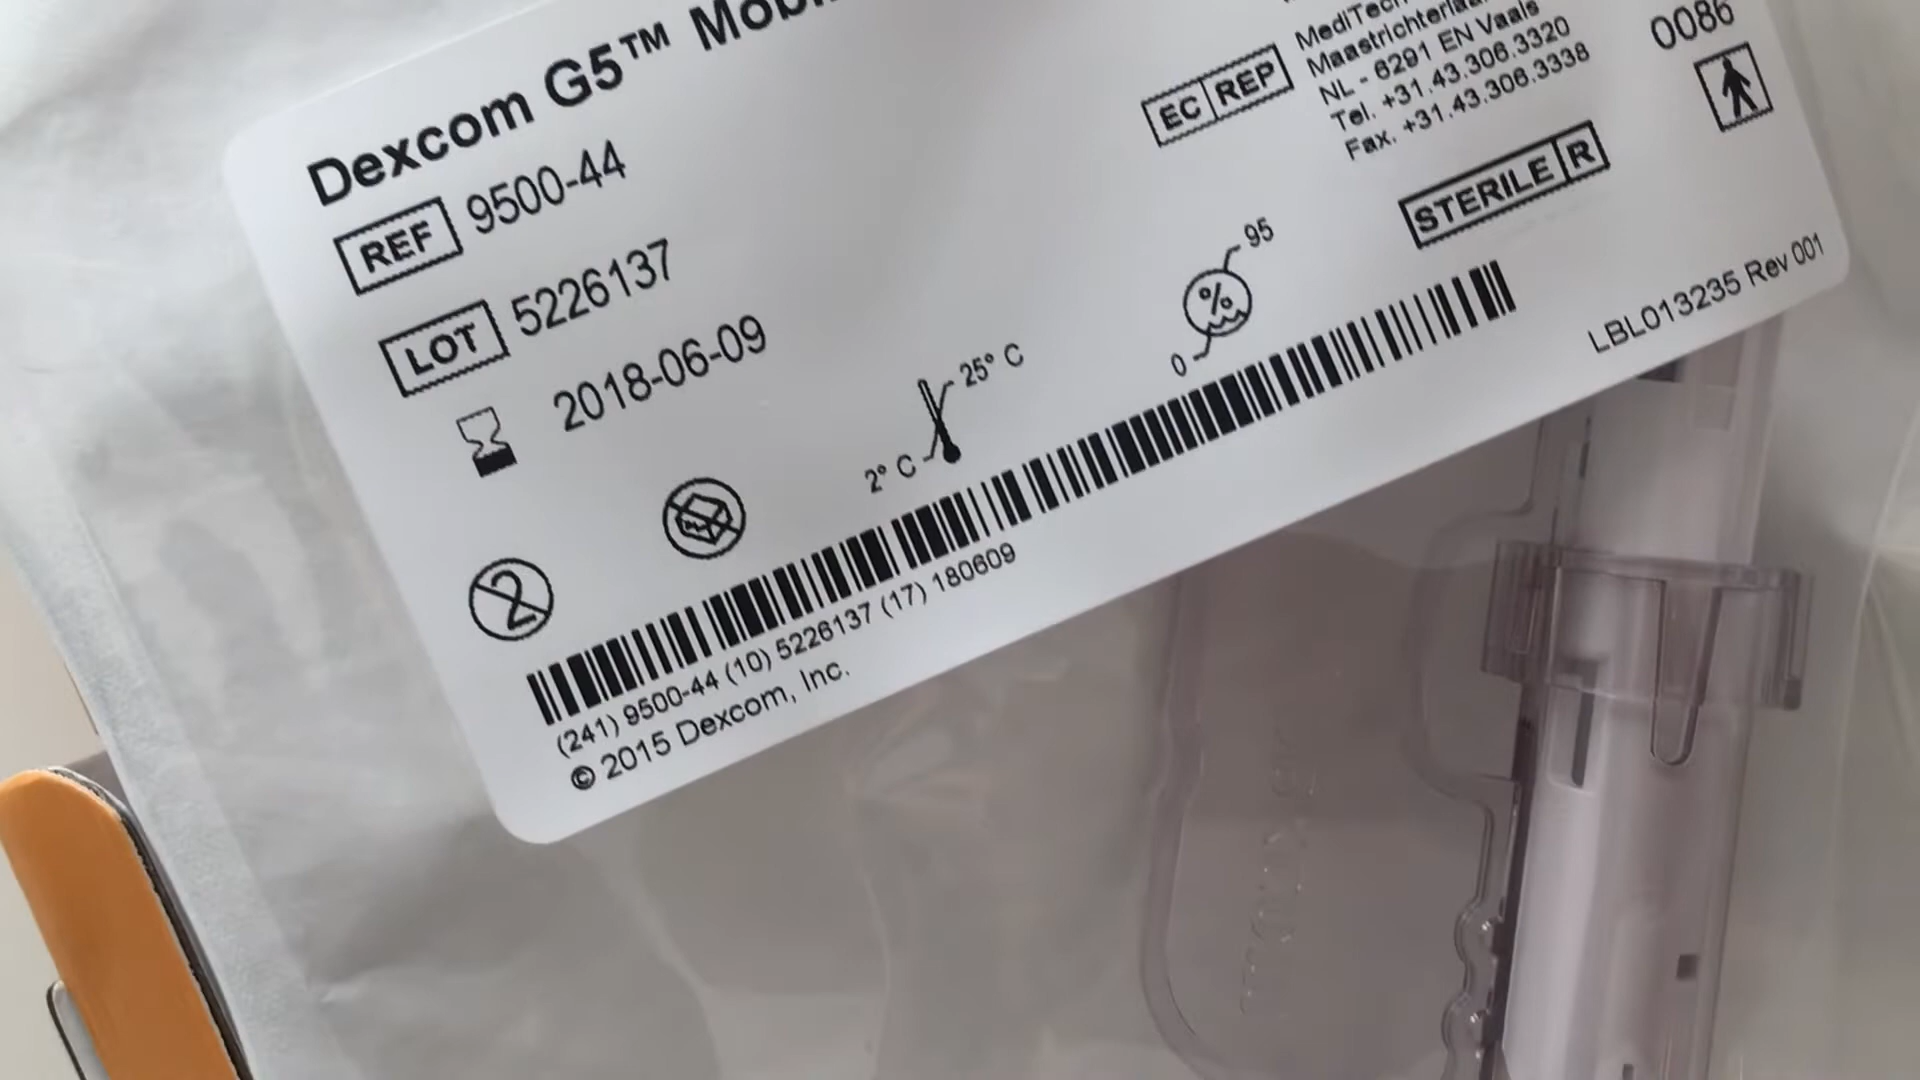 Dexcom G5™
REF 9500-44
LOT 5226137
2018-06-09
2° C
25° C
0
%
95
2
EC REP
Maastrichterlaan
NL - 6291 EN Vaals
Tel. +31.43.306.3320
Fax. +31.43.306.3338
0086
STERILE R
(241) 9500-44 (10) 5226137 (17) 180609
© 2015 Dexcom, Inc.
LBL013235 Rev 001